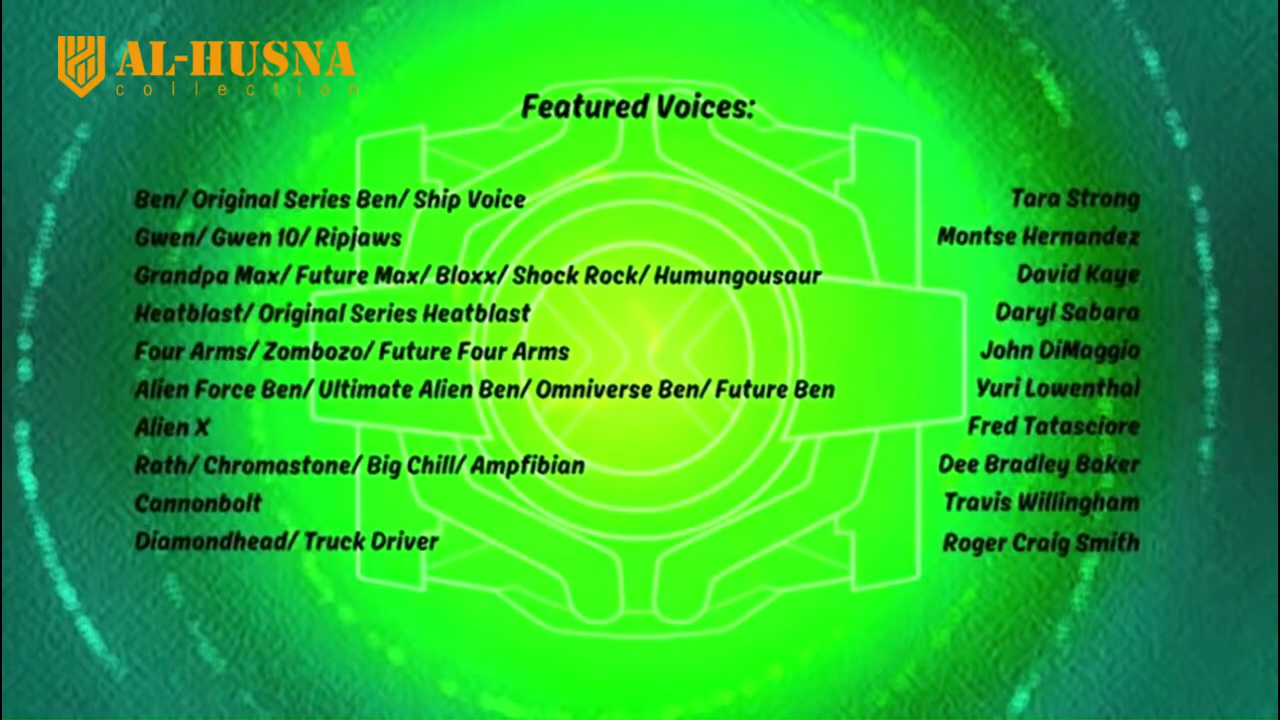 AL-HUSNA
collection
Featured Voices:
Ben/ Original Series Ben/ Ship Voice Tara Strong
Gwen/ Gwen 10/ Ripjaws Montse Hernandez
Grandpa Max/ Future Max/ Bloxx/ Shock Rock/ Humungousaur David Kaye
Heatblast/ Original Series Heatblast Daryl Sabara
Four Arms/ Zombozo/ Future Four Arms John DiMaggio
Alien Force Ben/ Ultimate Alien Ben/ Omniverse Ben/ Future Ben Yuri Lowenthal
Alien X Fred Tatasciore
Rath/ Chromastone/ Big Chill/ Ampfibian Dee Bradley Baker
Cannonbolt Travis Willingham
Diamondhead/ Truck Driver Roger Craig Smith